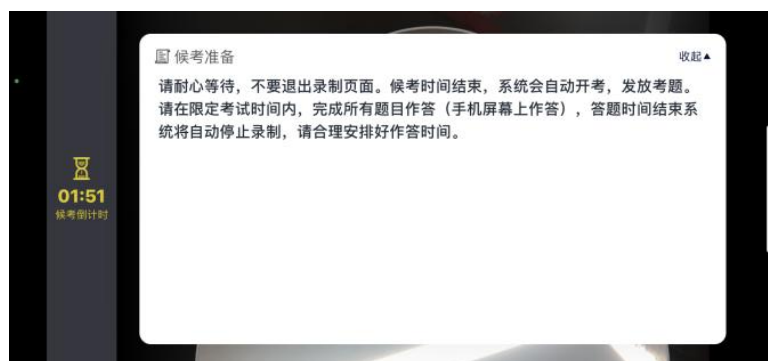 候考准备
收起▲
请耐心等待，不要退出录制页面。候考时间结束，系统会自动开考，发放考题。
请在限定考试时间内，完成所有题目作答（手机屏幕上作答），答题时间结束系
统将自动停止录制，请合理安排好作答时间。
01:51
候考倒计时